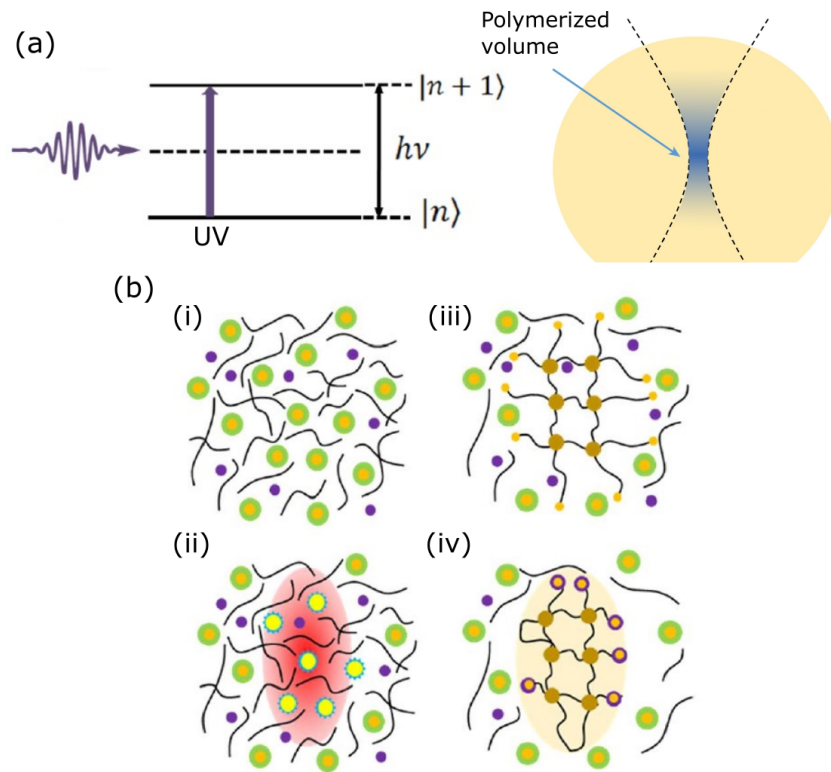 (a)
Polymerized
volume
|n + 1⟩
hν
|n⟩
UV
(b)
(i)
(iii)
(ii)
(iv)